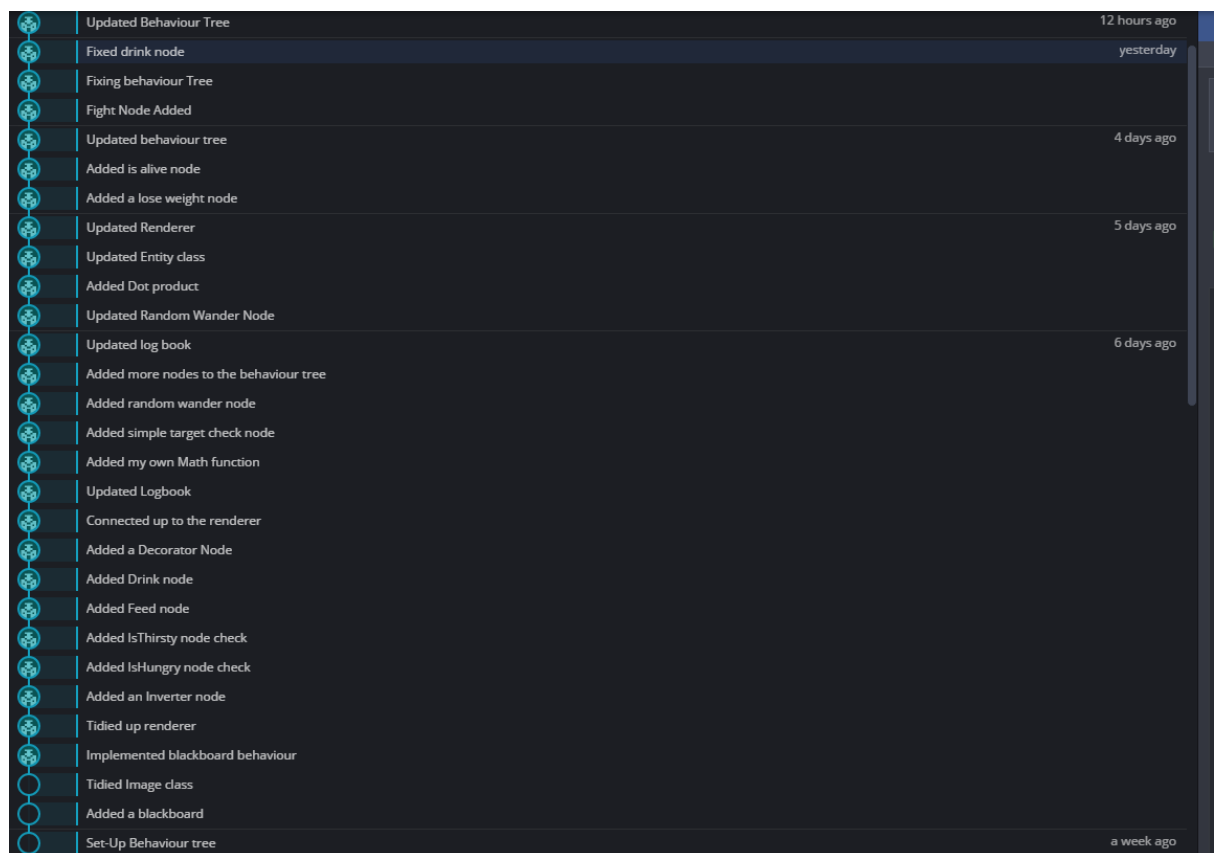 Updated Behaviour Tree 12 hours ago
Fixed drink node yesterday
Fixing behaviour Tree
Fight Node Added
Updated behaviour tree 4 days ago
Added is alive node
Added a lose weight node
Updated Renderer 5 days ago
Updated Entity class
Added Dot product
Updated Random Wander Node
Updated log book 6 days ago
Added more nodes to the behaviour tree
Added random wander node
Added simple target check node
Added my own Math function
Updated Logbook
Connected up to the renderer
Added a Decorator Node
Added Drink node
Added Feed node
Added IsThirsty node check
Added IsHungry node check
Added an Inverter node
Tidied up renderer
Implemented blackboard behaviour
Tidied Image class
Added a blackboard
Set-Up Behaviour tree a week ago